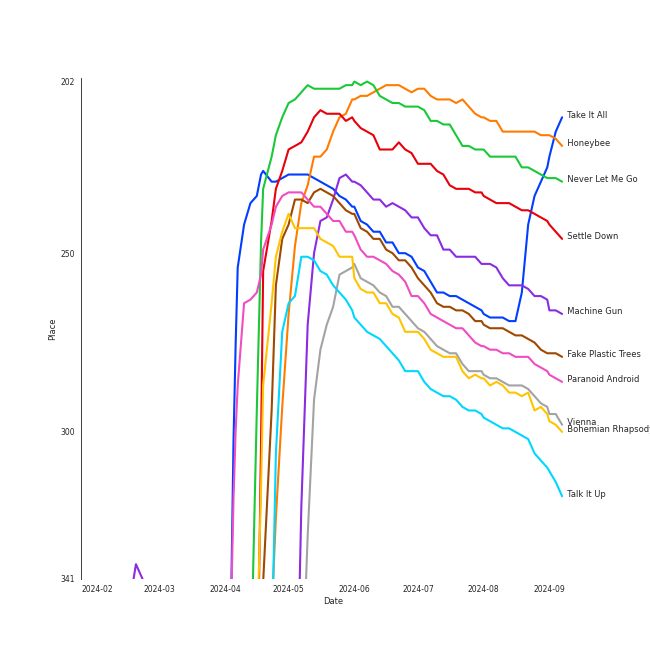 202
Take It All
Honeybee
Never Let Me Go
Settle Down
250
Machine Gun
Place
Fake Plastic Trees
Paranoid Android
Vienna
Bohemian Rhapsod
300
Talk It Up
341
2024-02 2024-03 2024-04 2024-05 2024-06 2024-07 2024-08 2024-09
Date